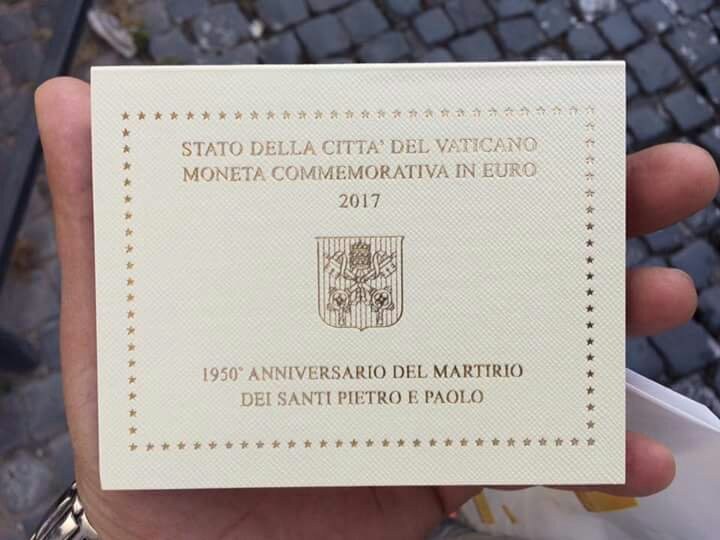 STATO DELLA CITTA' DEL VATICANO
MONETA COMMEMORATIVA IN EURO
2017
1950° ANNIVERSARIO DEL MARTIRIO
DEI SANTI PIETRO E PAOLO